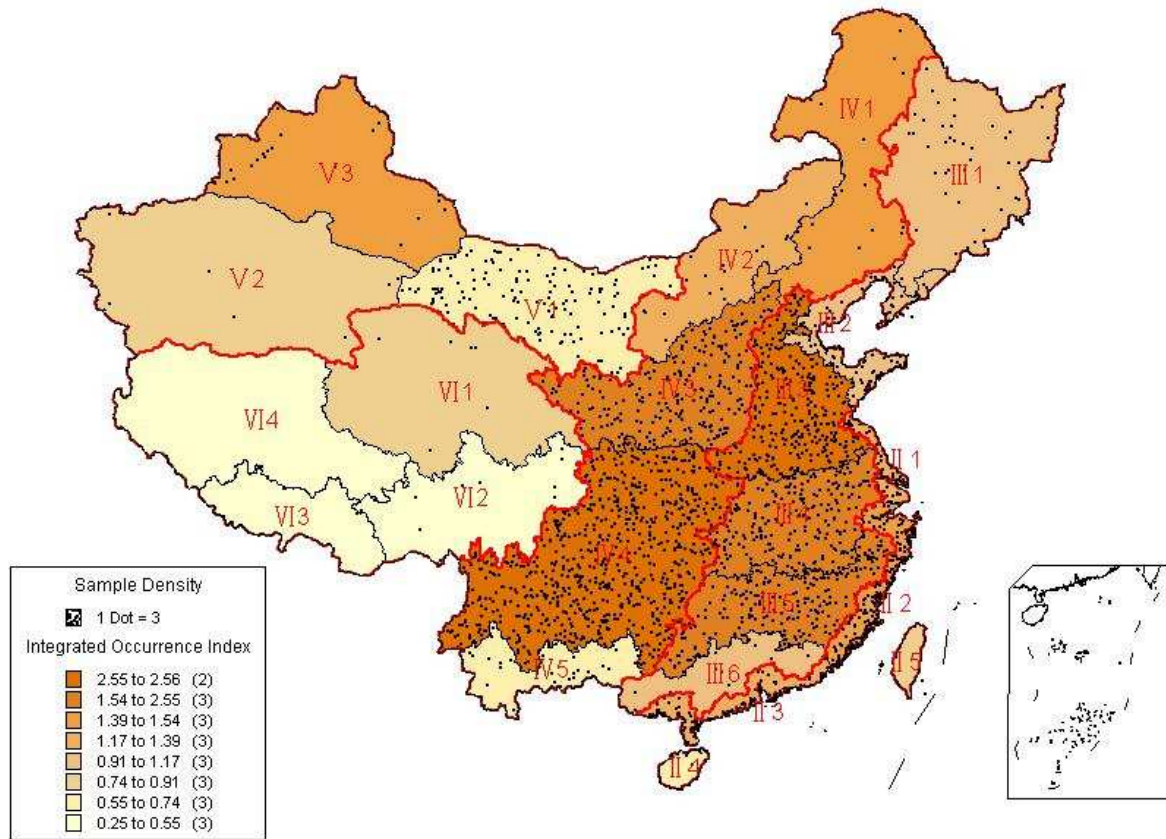 IV1
III1
V3
IV2
V2
V1
III2
VI1
IV3
III3
VI4
II1
VI2
VI3
III4
IV4
III5
II2
IV5
III6
II5
II3
II4
Sample Density
1 Dot = 3
Integrated Occurrence Index
2.55 to 2.56 (2)
1.54 to 2.55 (3)
1.39 to 1.54 (3)
1.17 to 1.39 (3)
0.91 to 1.17 (3)
0.74 to 0.91 (3)
0.55 to 0.74 (3)
0.25 to 0.55 (3)